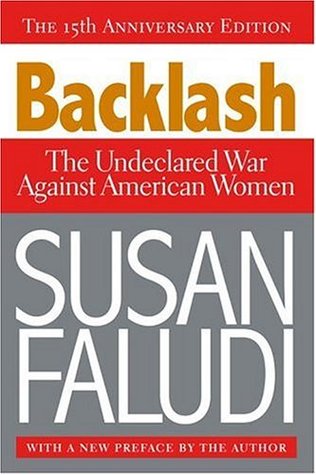 THE 15TH ANNIVERSARY EDITION
Backlash
The Undeclared War
Against American Women
SUSAN
FALUDI
WITH A NEW PREFACE BY THE AUTHOR